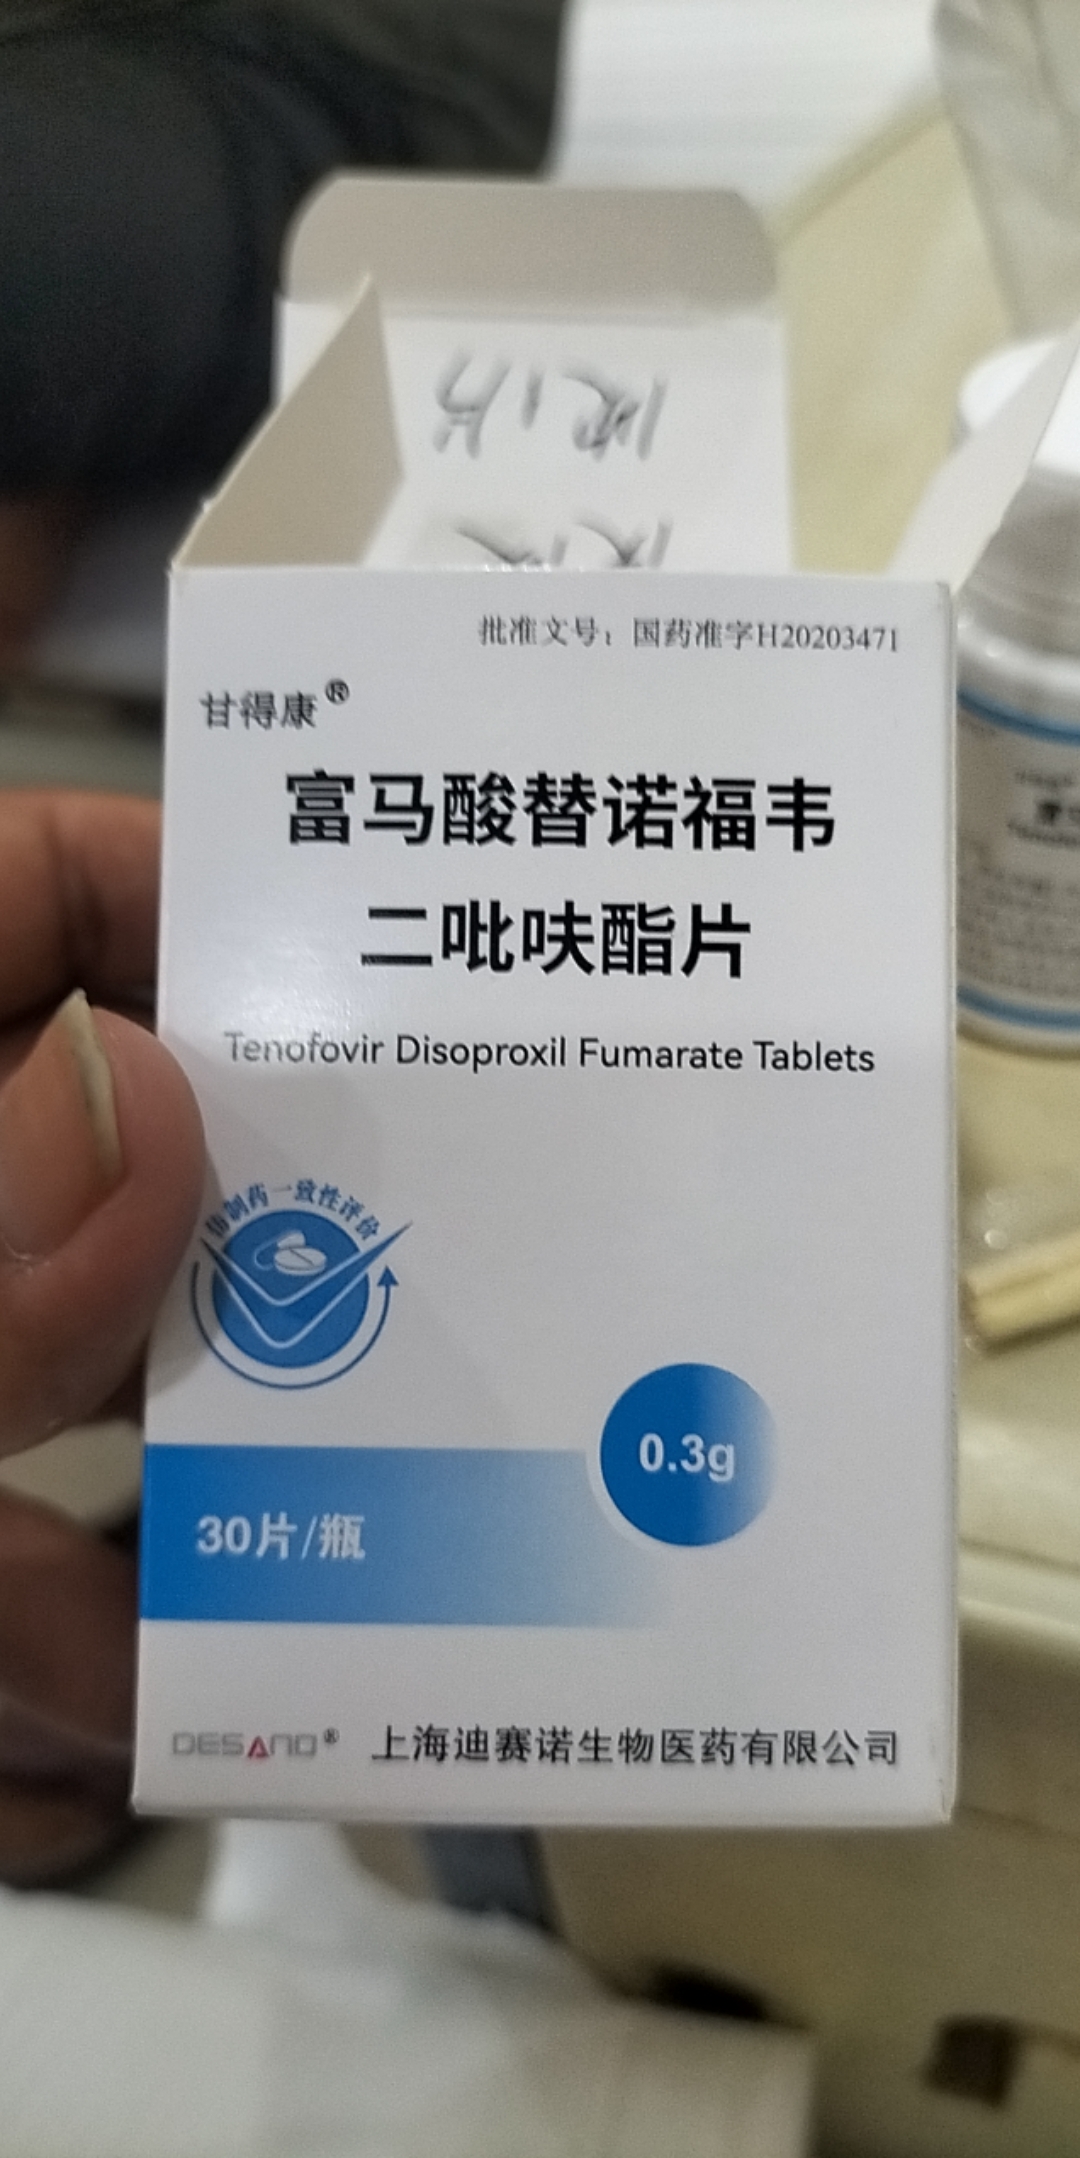 批准文号：国药准字H20203471
甘得康®
富马酸替诺福韦
二吡呋酯片
Tenofovir Disoproxil Fumarate Tablets
仿制药一致性评价
0.3g
30片/瓶
DESANO® 上海迪赛诺生物医药有限公司